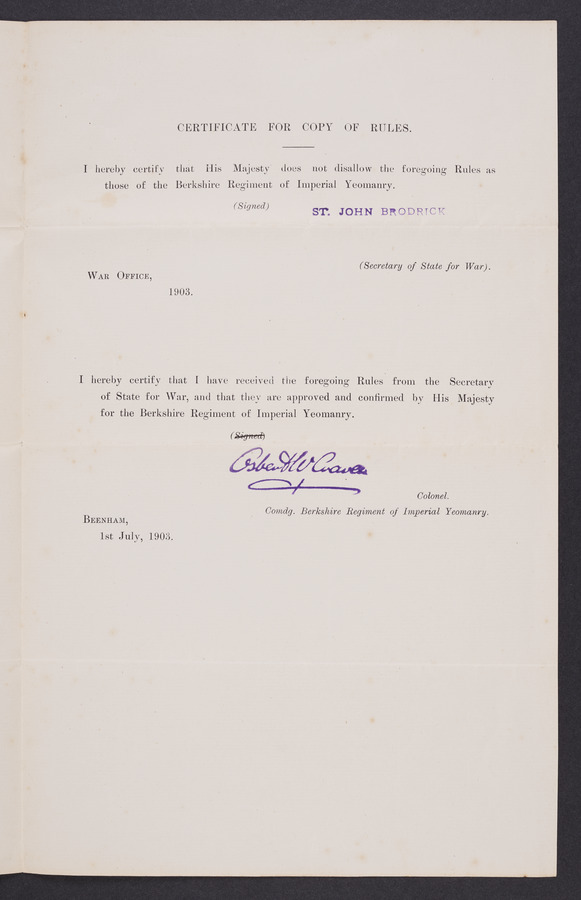 CERTIFICATE FOR COPY OF RULES.
I hereby certify that His Majesty does not disallow the foregoing Rules as
those of the Berkshire Regiment of Imperial Yeomanry.
(Signed)
ST. JOHN BRODRICK
(Secretary of State for War).
WAR OFFICE,
1903.
I hereby certify that I have received the foregoing Rules from the Secretary
of State for War, and that they are approved and confirmed by His Majesty
for the Berkshire Regiment of Imperial Yeomanry.
(Signed)
Osbert W Craven
Colonel.
Comdg. Berkshire Regiment of Imperial Yeomanry.
BEENHAM,
1st July, 1903.